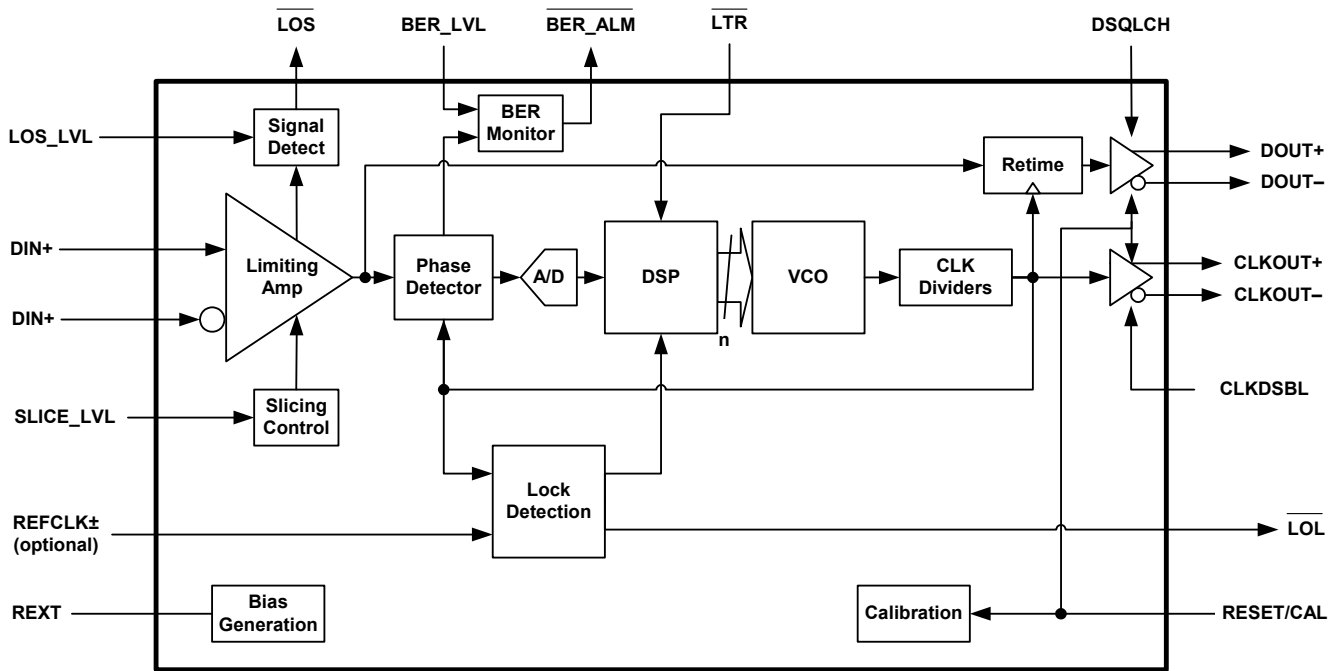 LOS
BER_LVL
BER_ALM
LTR
DSQLCH
LOS_LVL
Signal
Detect
BER
Monitor
Retime
DOUT+
DOUT–
DIN+
Limiting
Amp
Phase
Detector
A/D
DSP
n
VCO
CLK
Dividers
CLKOUT+
CLKOUT–
DIN+
SLICE_LVL
Slicing
Control
CLKDSBL
Lock
Detection
REFCLK±
(optional)
LOL
REXT
Bias
Generation
Calibration
RESET/CAL